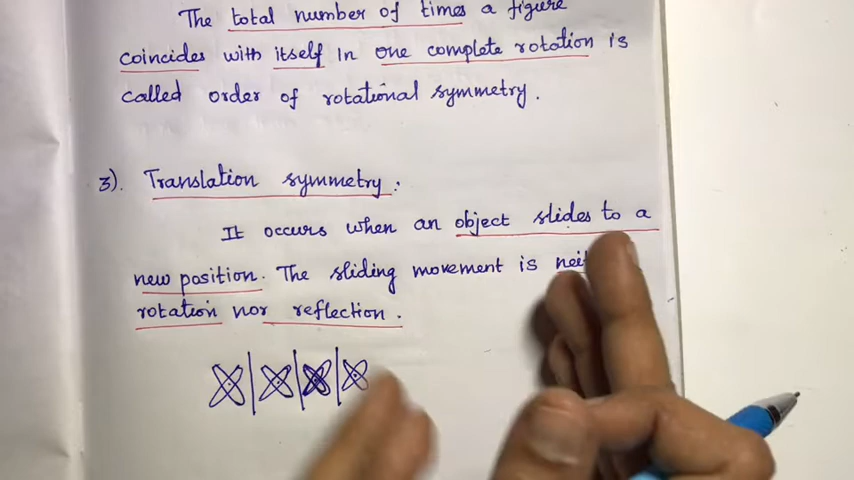 The total number of times a figure
coincides with itself in one complete rotation is
called order of rotational symmetry.
3). Translation symmetry:
It occurs when an object slides to a
new position. The sliding movement is
rotation nor reflection.